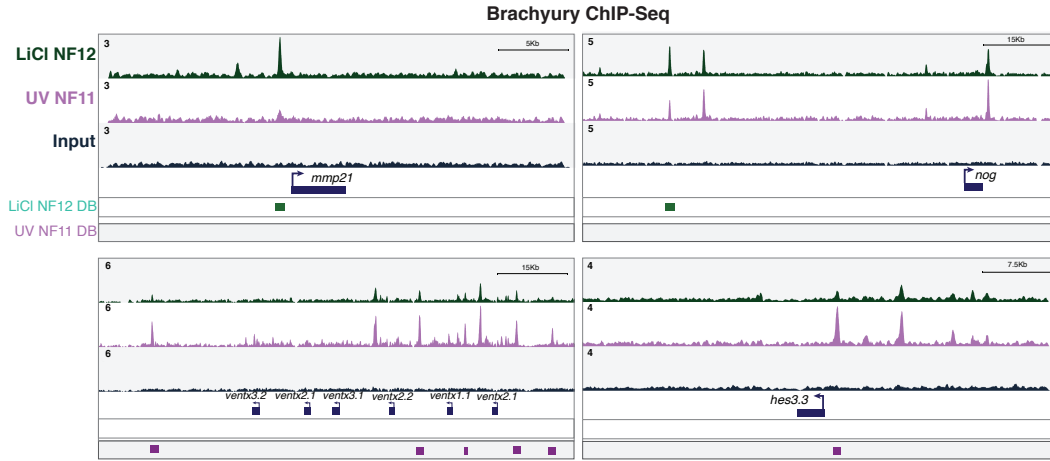 Brachyury ChIP-Seq
LiCl NF12
UV NF11
Input
LiCl NF12 DB
UV NF11 DB
3
5Kb
3
3
mmp21
5
15Kb
5
5
nog
6
15Kb
6
6
ventx3.2 ventx2.1 ventx3.1 ventx2.2 ventx1.1 ventx2.1
4
7.5Kb
4
4
hes3.3